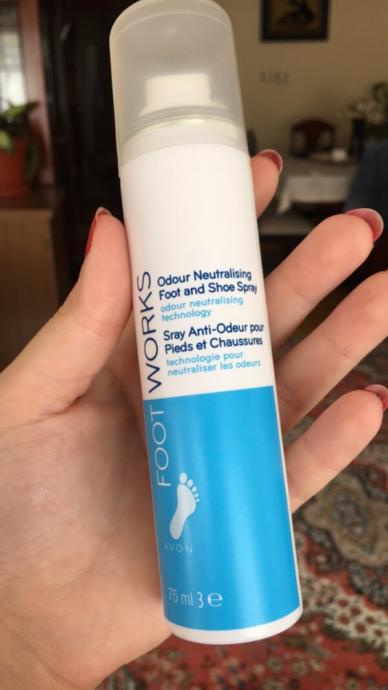 FOOT WORKS
Odour Neutralising
Foot and Shoe Spray
odour neutralising
technology
Sray Anti-Odeur pour
Pieds et Chaussures
technologie pour
neutraliser les odeurs
AVON
75 ml 3 e